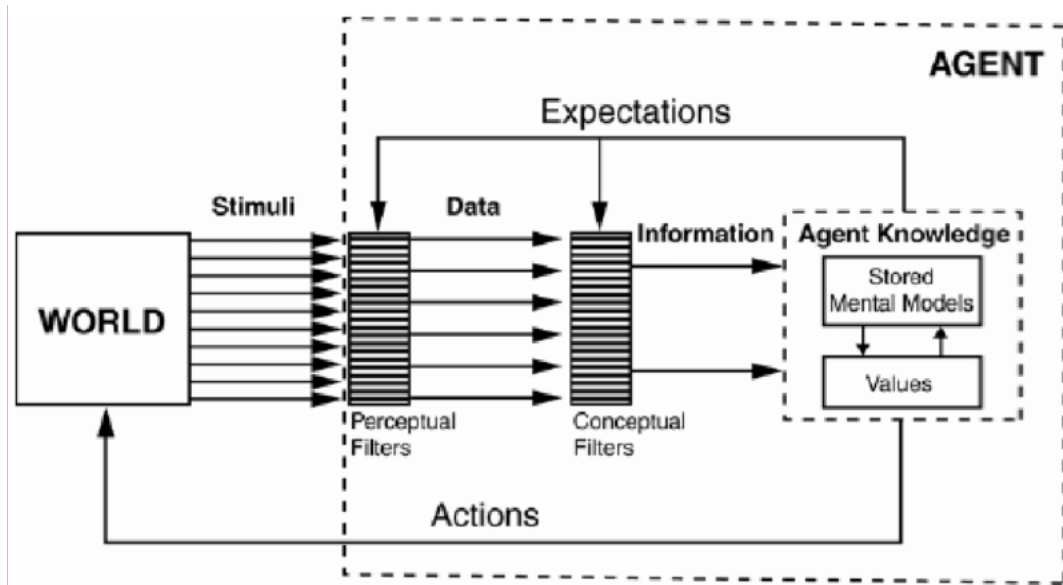 AGENT
Expectations
Stimuli
Data
Information
Agent Knowledge
Stored
Mental Models
WORLD
Values
Perceptual
Filters
Conceptual
Filters
Actions